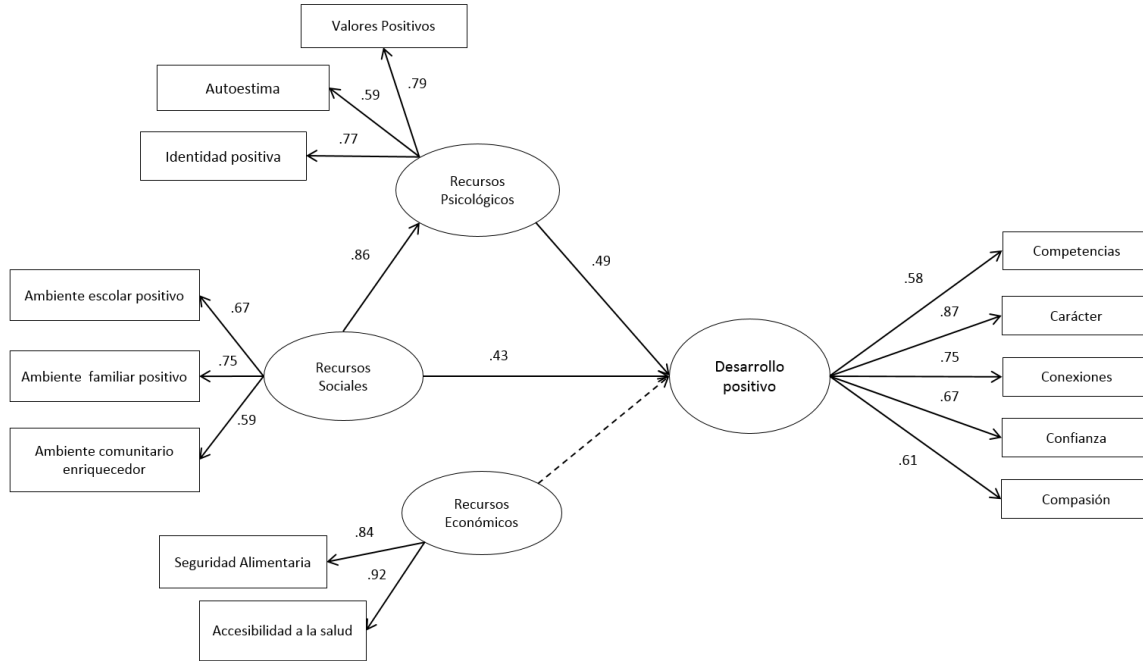 Valores Positivos
.79
Autoestima
.59
Identidad positiva
.77
Recursos
Psicológicos
.86
.49
Ambiente escolar positivo
.67
Ambiente familiar positivo
.75
Ambiente comunitario
enriquecedor
.59
Recursos
Sociales
.43
Desarrollo
positivo
.58
Competencias
.87
Carácter
.75
Conexiones
.67
Confianza
.61
Compasión
Recursos
Económicos
.84
Seguridad Alimentaria
.92
Accesibilidad a la salud